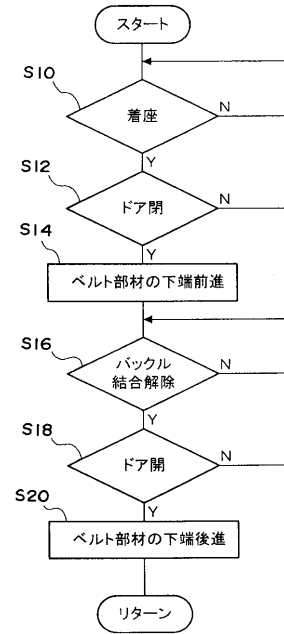 スタート
S10
着座
N
Y
S12
ドア閉
N
Y
S14
ベルト部材の下端前進
S16
バックル
結合解除
N
Y
S18
ドア開
N
Y
S20
ベルト部材の下端後進
リターン